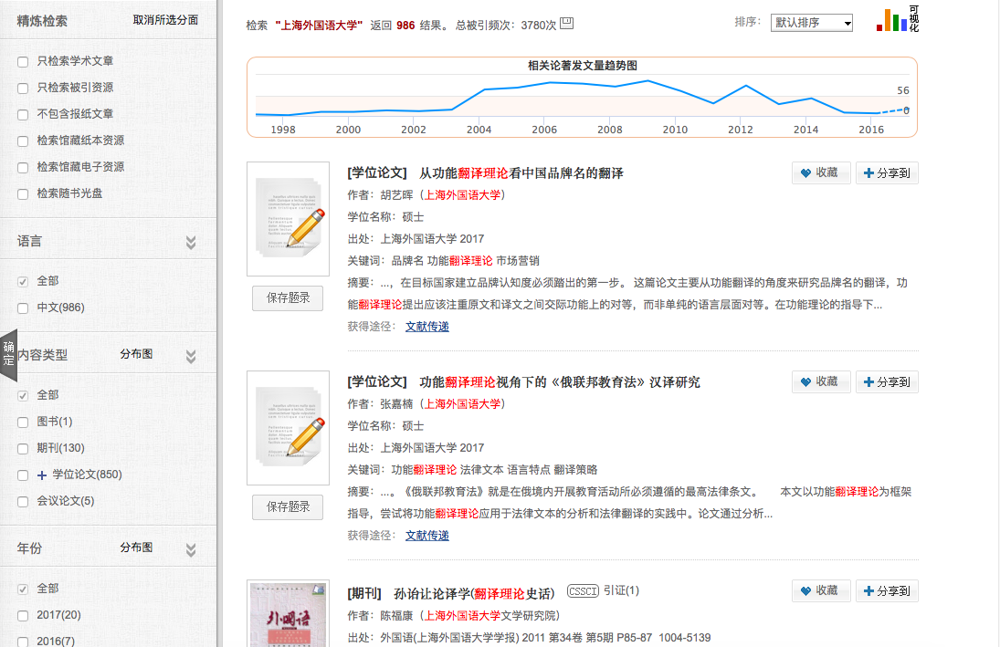 精炼检索 取消所选分面
只检索学术文章
只检索被引资源
不包含报纸文章
检索馆藏纸本资源
检索馆藏电子资源
检索随书光盘
语言
全部
中文(986)
确定
内容类型 分布图
全部
图书(1)
期刊(130)
学位论文(850)
会议论文(5)
年份 分布图
全部
2017(20)
2016(7)
检索 "上海外国语大学" 返回 986 结果。 总被引频次：3780次
排序： 默认排序 可视化
相关论著发文量趋势图
56
0
1998 2000 2002 2004 2006 2008 2010 2012 2014 2016
[学位论文] 从功能翻译理论看中国品牌名的翻译 收藏 分享到
作者：胡艺晖（上海外国语大学）
学位名称：硕士
出处：上海外国语大学 2017
关键词：品牌名 功能翻译理论 市场营销
摘要：...，在目标国家建立品牌认知度必须踏出的第一步。 这篇论文主要从功能翻译的角度来研究品牌名的翻译，功
能翻译理论提出应该注重原文和译文之间交际功能上的对等，而非单纯的语言层面对等。在功能理论的指导下...
获得途径： 文献传递
保存题录
[学位论文] 功能翻译理论视角下的《俄联邦教育法》汉译研究 收藏 分享到
作者：张嘉楠（上海外国语大学）
学位名称：硕士
出处：上海外国语大学 2017
关键词：功能翻译理论 法律文本 语言特点 翻译策略
摘要：...。《俄联邦教育法》就是在俄境内开展教育活动所必须遵循的最高法律条文。 本文以功能翻译理论为框架
指导，尝试将功能翻译理论应用于法律文本的分析和法律翻译的实践中。论文通过分析...
获得途径： 文献传递
保存题录
[期刊] 孙诒让论译学(翻译理论史话) CSSCI 引证(1) 收藏 分享到
作者：陈福康（上海外国语大学文学研究院）
出处：外国语(上海外国语大学学报) 2011 第34卷 第5期 P85-87 1004-5139
外国语